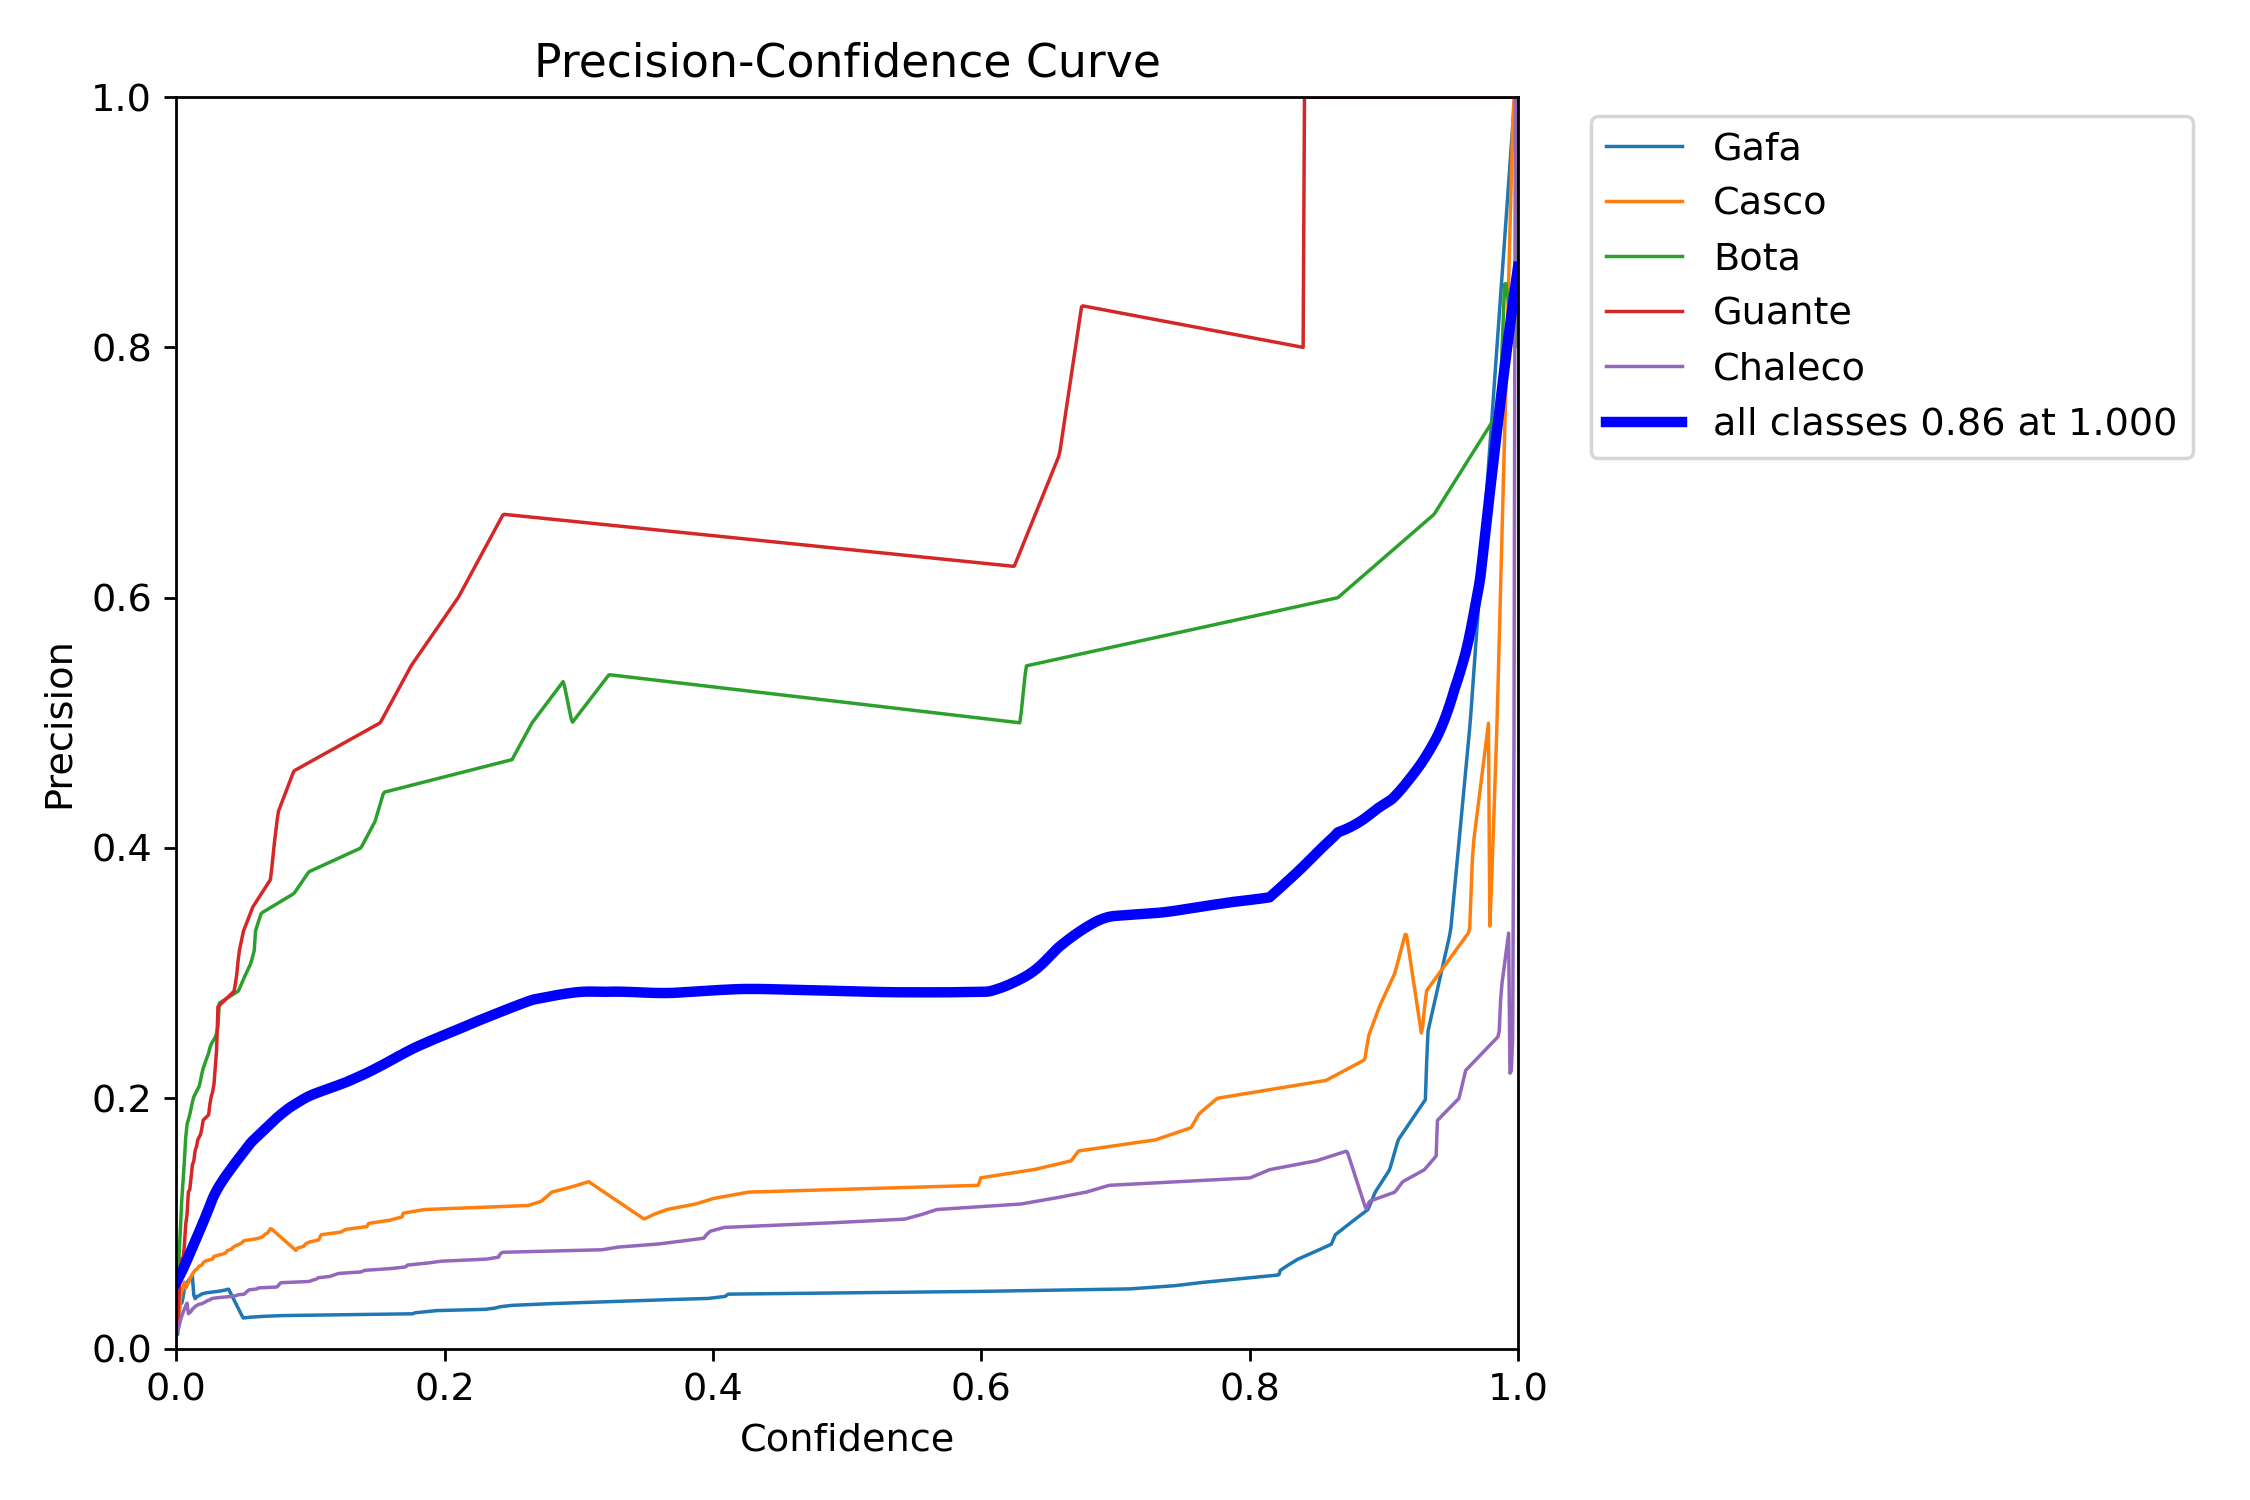 Precision-Confidence Curve
1.0
0.8
0.6
0.4
0.2
0.0
Precision
0.0 0.2 0.4 0.6 0.8 1.0
Confidence
Gafa
Casco
Bota
Guante
Chaleco
all classes 0.86 at 1.000